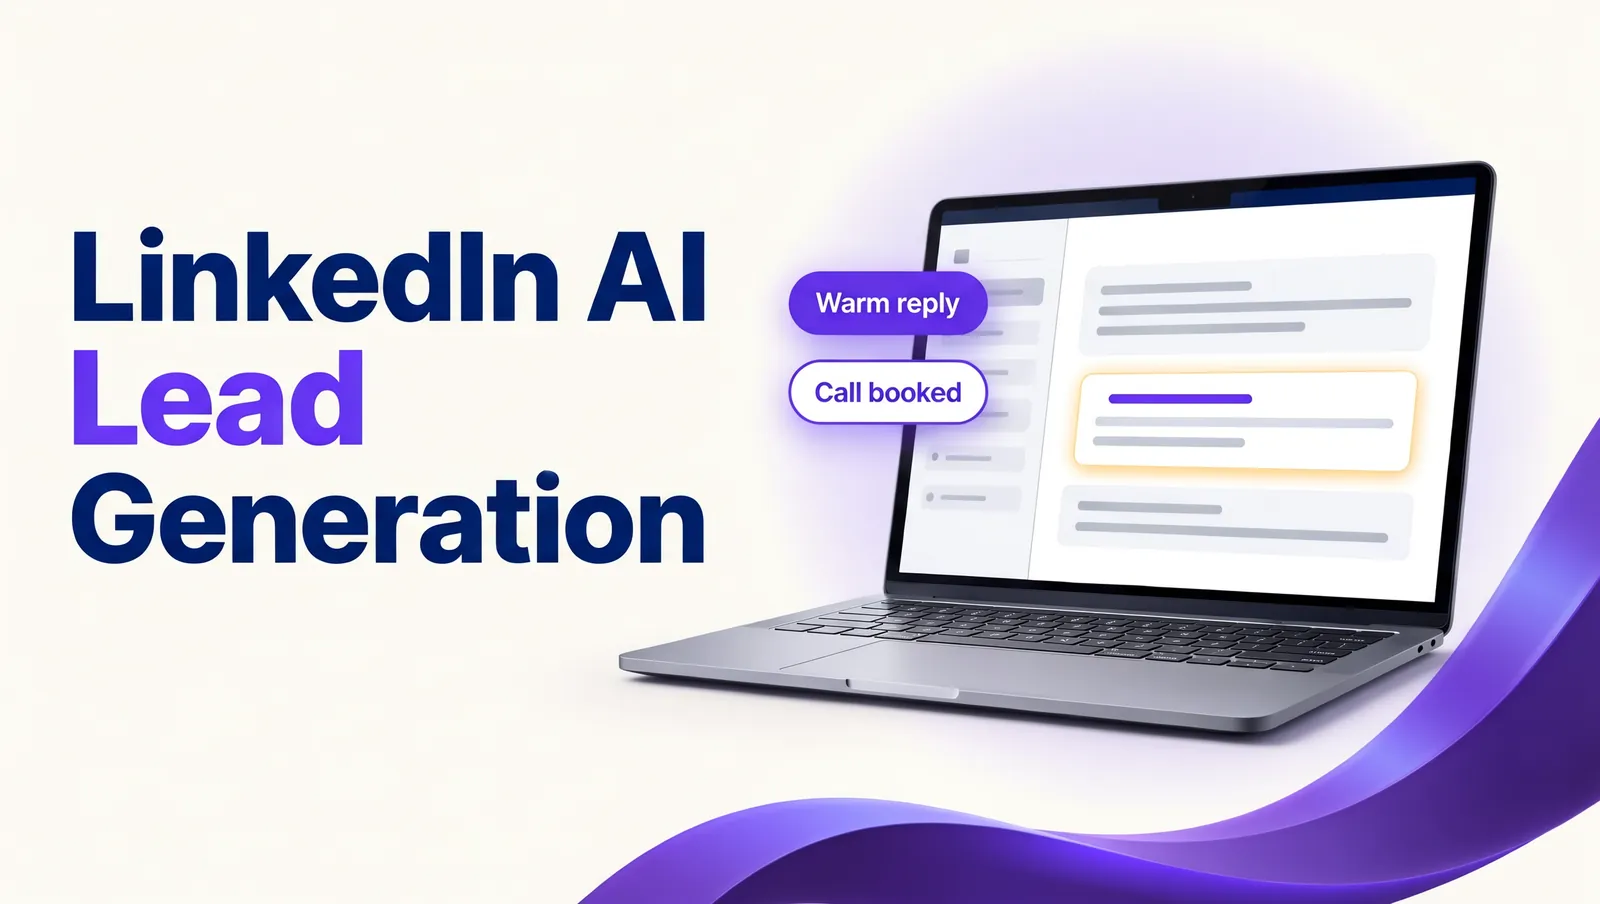 LinkedIn AI
Lead
Generation
Warm reply
Call booked